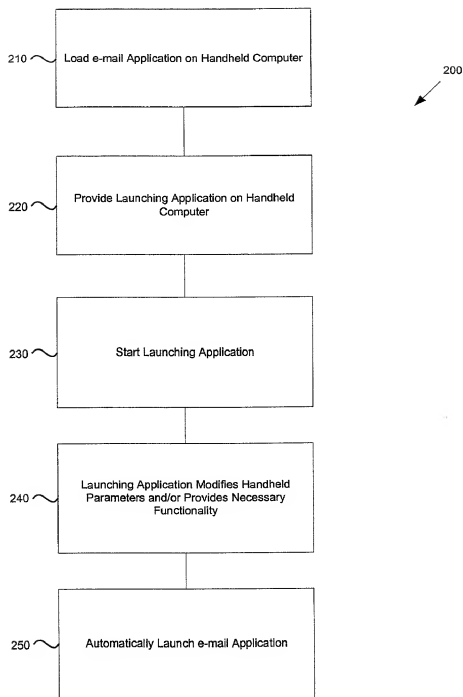 210
Load e-mail Application on Handheld Computer
200
220
Provide Launching Application on Handheld
Computer
230
Start Launching Application
240
Launching Application Modifies Handheld
Parameters and/or Provides Necessary
Functionality
250
Automatically Launch e-mail Application